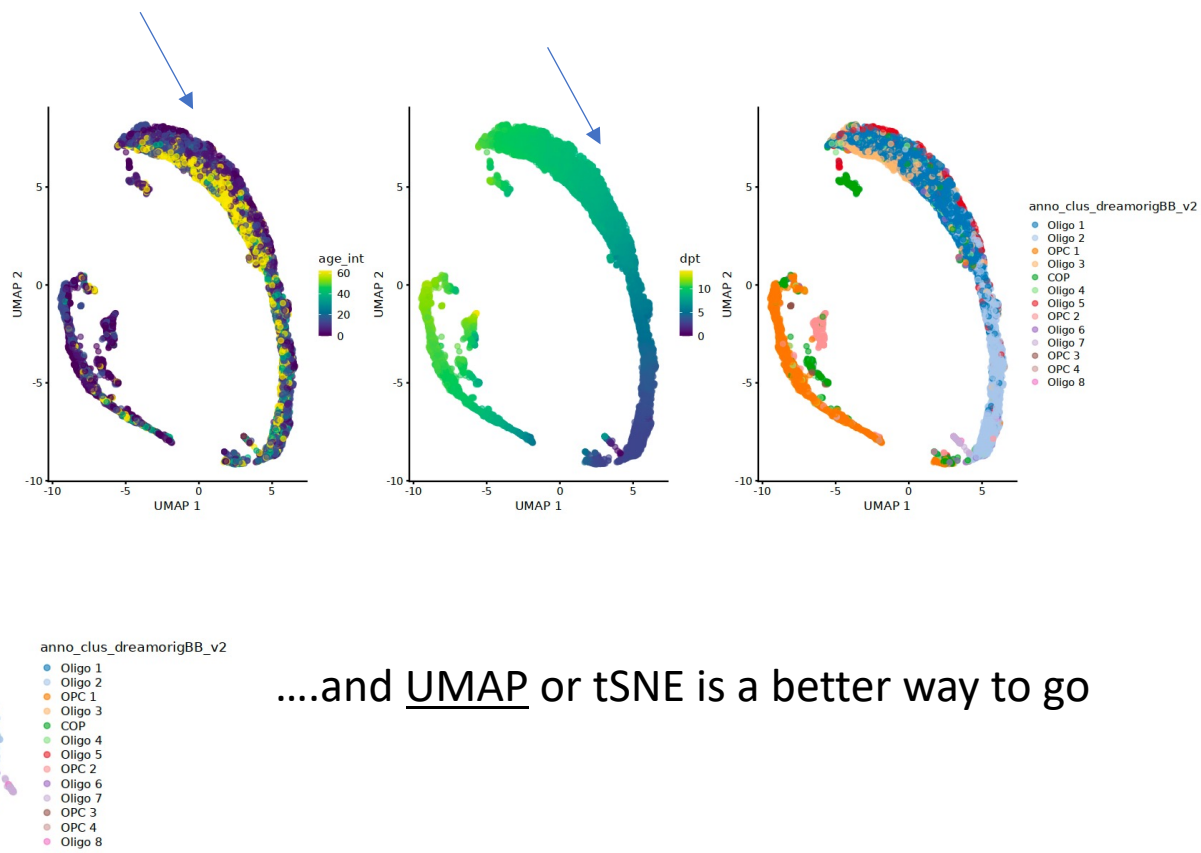 UMAP 2
5
0
-5
-10
-10
-5
0
5
UMAP 1
age_int
60
40
20
0
UMAP 2
5
0
-5
-10
-10
-5
0
5
UMAP 1
dpt
10
5
0
UMAP 2
5
0
-5
-10
-10
-5
0
5
UMAP 1
anno_clus_dreamorigBB_v2
Oligo 1
Oligo 2
OPC 1
Oligo 3
COP
Oligo 4
Oligo 5
OPC 2
Oligo 6
Oligo 7
OPC 3
OPC 4
Oligo 8
anno_clus_dreamorigBB_v2
Oligo 1
Oligo 2
OPC 1
Oligo 3
COP
Oligo 4
Oligo 5
OPC 2
Oligo 6
Oligo 7
OPC 3
OPC 4
Oligo 8
....and UMAP or tSNE is a better way to go